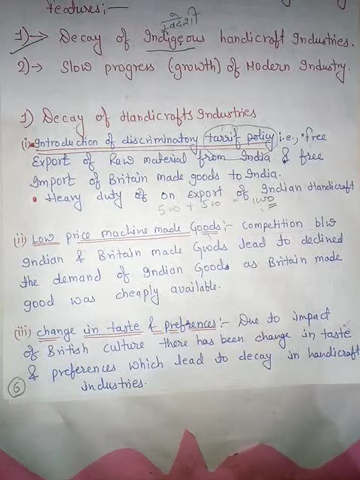 features:—
a
1)→ Decay of Indigeous handicraft Industries.
2)→ Slow progress (growth) of Modern Industry.
1) Decay of Handicrafts Industries
(i) Introduction of discriminatory tarrif policy i.e., • free
Export of Raw material from India & free
Import of Britain made goods to India.
• Heavy duty of on export of Indian Handicraft
500 + 500 = 1000
(ii) Low price machine made Goods:- Competition b/w
Indian & Britain made Goods lead to declined
the demand of Indian Goods as Britain made
good was cheaply available.
(iii) change in taste & prefrences:- Due to impact
of British culture there has been change in taste
& preferences which lead to decay in handicraft
industries.
6